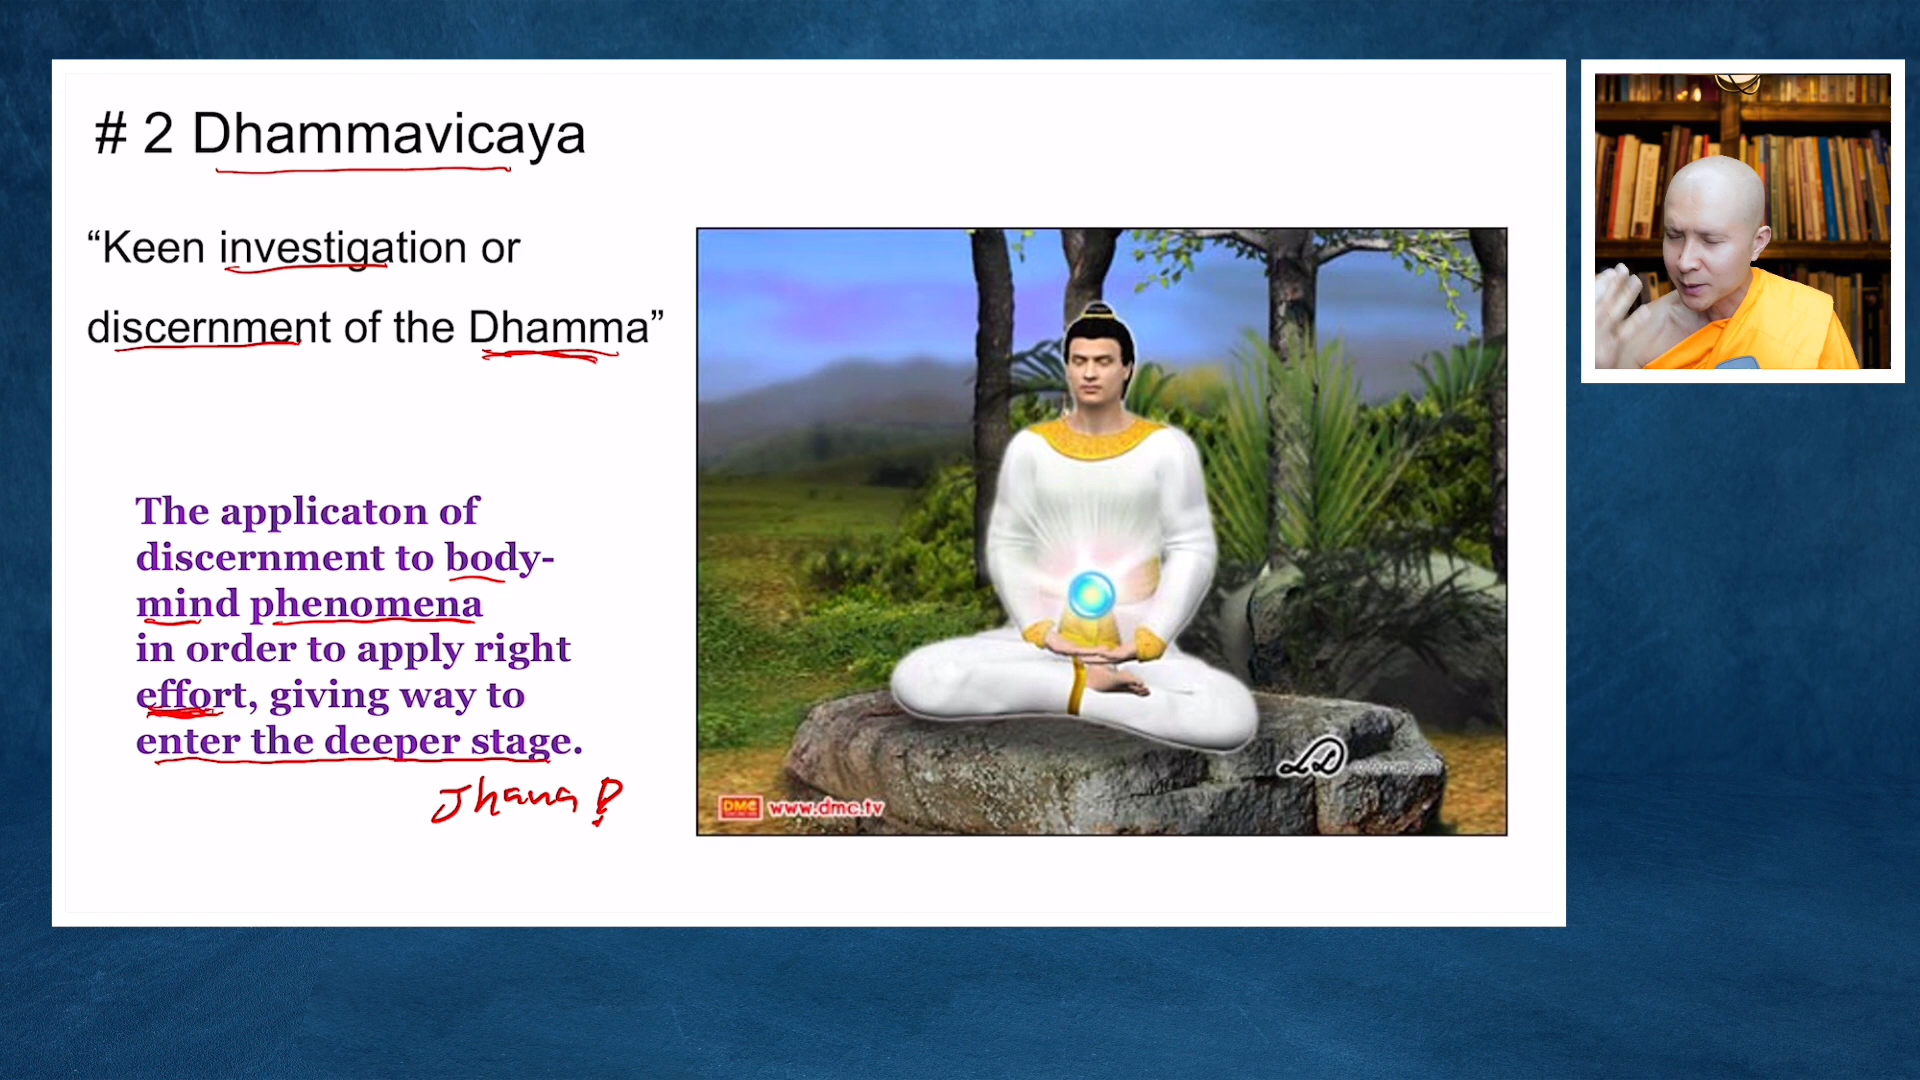 # 2 Dhammavicaya
“Keen investigation or
discernment of the Dhamma”
The applicaton of
discernment to body-
mind phenomena
in order to apply right
effort, giving way to
enter the deeper stage.
Jhana
DMC www.dmc.tv